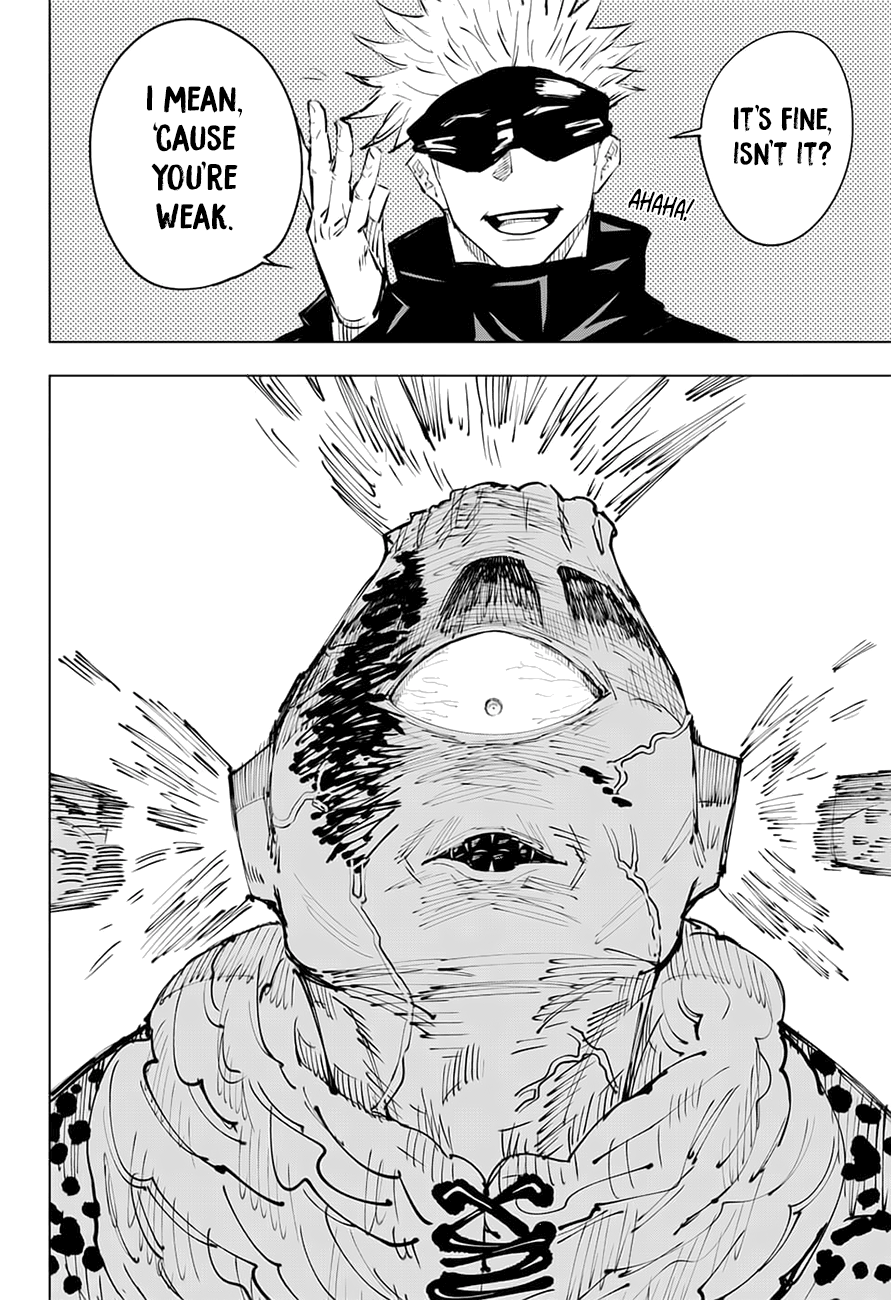 IT'S FINE,
ISN'T IT?
AHAHA!
I MEAN,
'CAUSE
YOU'RE
WEAK.